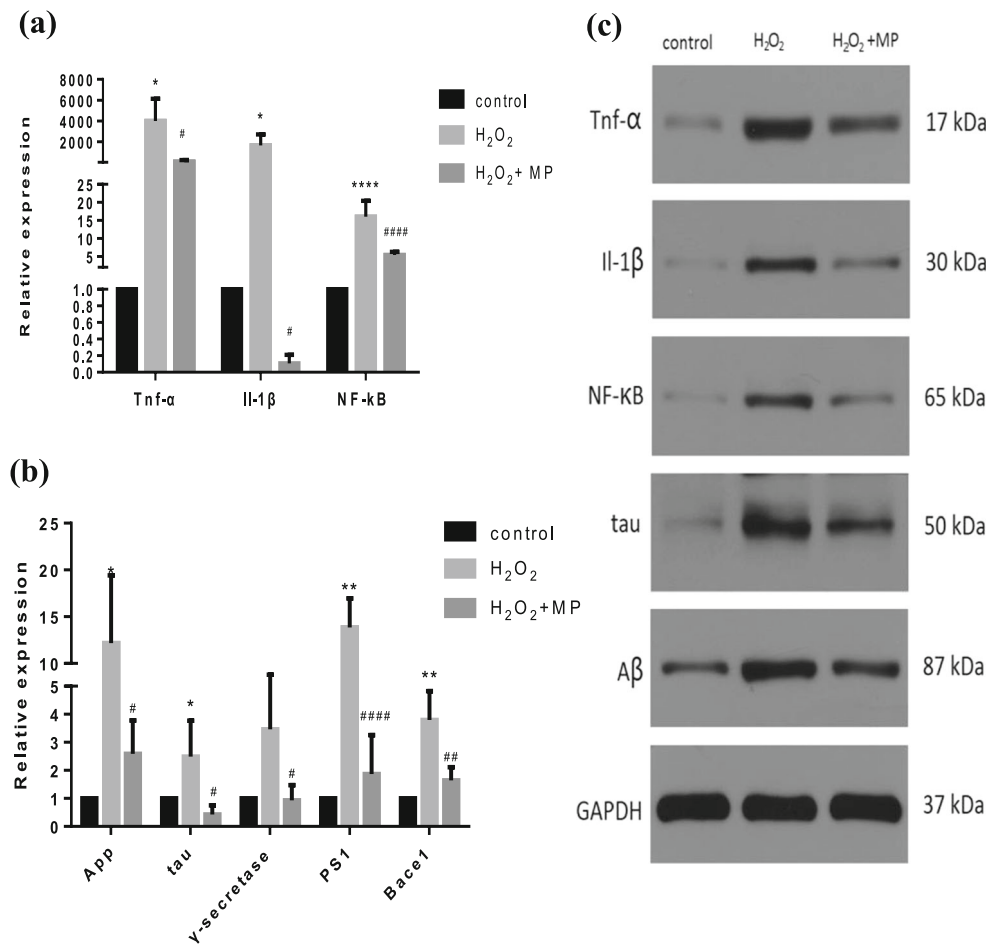 (a)
Relative expression
8000
6000
4000
2000
25
20
15
10
5
1.0
0.8
0.6
0.4
0.2
0.0
*
#
*
#
****
####
Tnf-α
Il-1β
NF-kB
control
H₂O₂
H₂O₂+ MP
(b)
Relative expression
25
20
15
10
5
4
3
2
1
0
*
#
*
#
#
**
####
**
##
App
tau
γ-secretase
PS1
Bace1
control
H₂O₂
H₂O₂+MP
(c)
control H₂O₂ H₂O₂+MP
Tnf-α 17 kDa
Il-1β 30 kDa
NF-κB 65 kDa
tau 50 kDa
Aβ 87 kDa
GAPDH 37 kDa